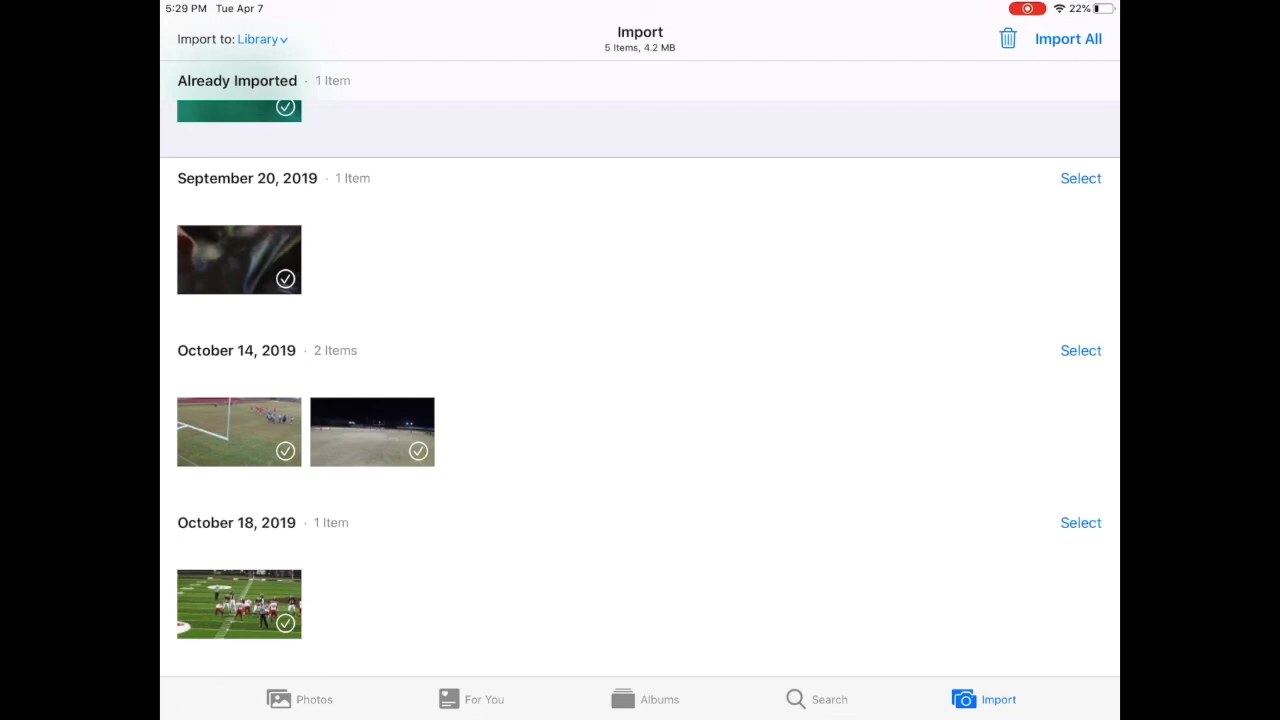 5:29 PM Tue Apr 7
22%
Import to: Library
Import
5 Items, 4.2 MB
Import All
Already Imported · 1 Item
September 20, 2019 · 1 Item
Select
October 14, 2019 · 2 Items
Select
October 18, 2019 · 1 Item
Select
Photos
For You
Albums
Search
Import